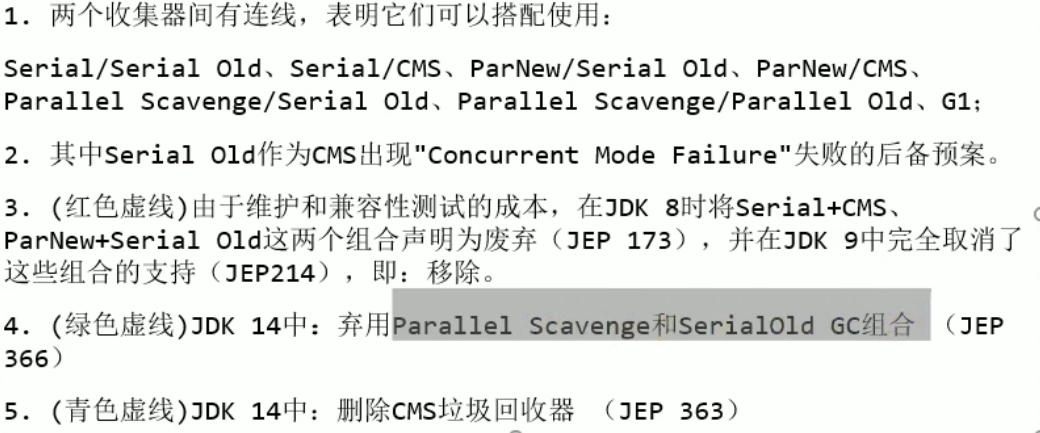 1. 两个收集器间有连线，表明它们可以搭配使用：
Serial/Serial Old、Serial/CMS、ParNew/Serial Old、ParNew/CMS、
Parallel Scavenge/Serial Old、Parallel Scavenge/Parallel Old、G1；
2. 其中Serial Old作为CMS出现"Concurrent Mode Failure"失败的后备预案。
3. (红色虚线)由于维护和兼容性测试的成本，在JDK 8时将Serial+CMS、
ParNew+Serial Old这两个组合声明为废弃（JEP 173），并在JDK 9中完全取消了
这些组合的支持（JEP214），即：移除。
4. (绿色虚线)JDK 14中：弃用Parallel Scavenge和SerialOld GC组合 （JEP
366）
5. (青色虚线)JDK 14中：删除CMS垃圾回收器 （JEP 363）